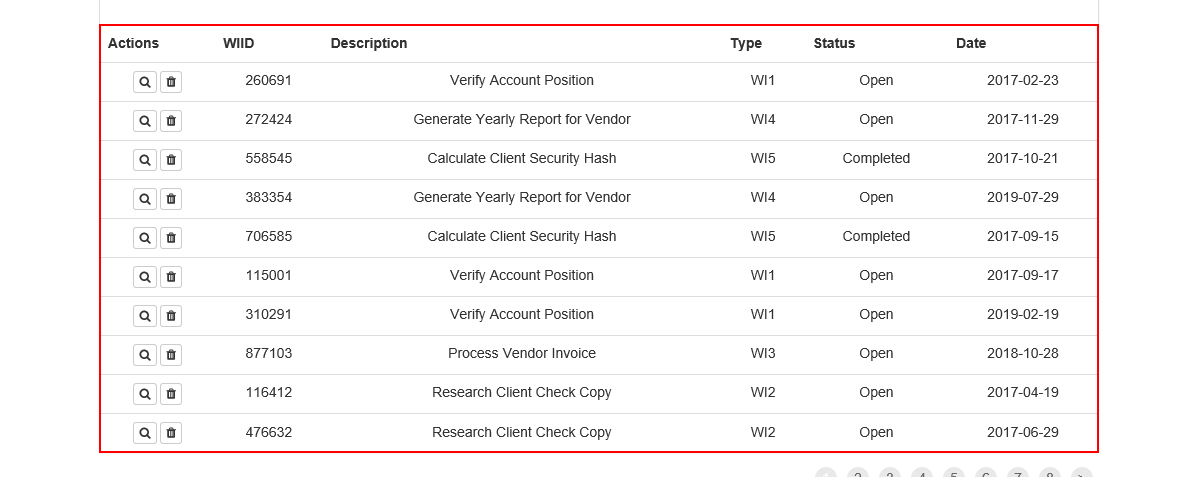 Actions WIID Description Type Status Date
260691 Verify Account Position WI1 Open 2017-02-23
272424 Generate Yearly Report for Vendor WI4 Open 2017-11-29
558545 Calculate Client Security Hash WI5 Completed 2017-10-21
383354 Generate Yearly Report for Vendor WI4 Open 2019-07-29
706585 Calculate Client Security Hash WI5 Completed 2017-09-15
115001 Verify Account Position WI1 Open 2017-09-17
310291 Verify Account Position WI1 Open 2019-02-19
877103 Process Vendor Invoice WI3 Open 2018-10-28
116412 Research Client Check Copy WI2 Open 2017-04-19
476632 Research Client Check Copy WI2 Open 2017-06-29
1 2 3 4 5 6 7 8 >